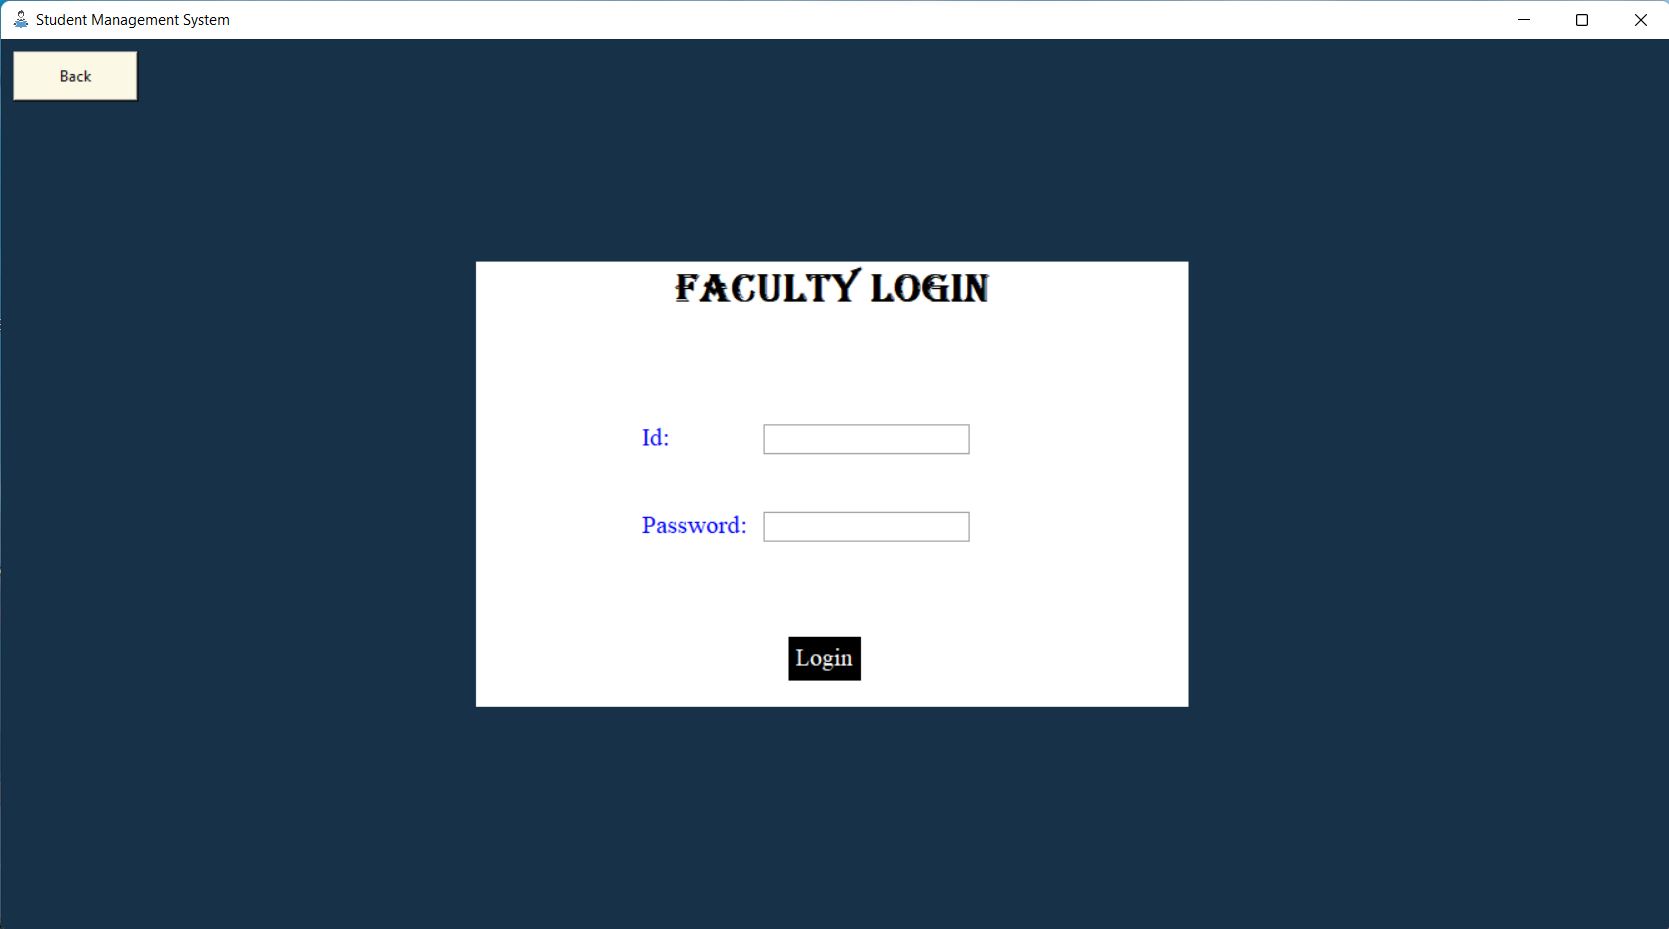 Student Management System
Back
FACULTY LOGIN
Id:
Password:
Login